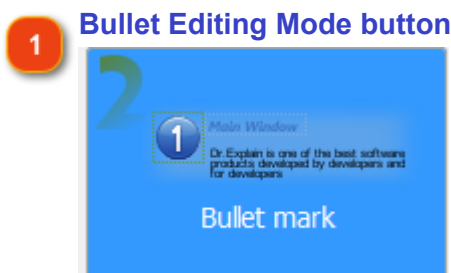 1
Bullet Editing Mode button
2
1
Main Window
Dr.Explain is one of the best software
products developed by developers and
for developers
Bullet mark